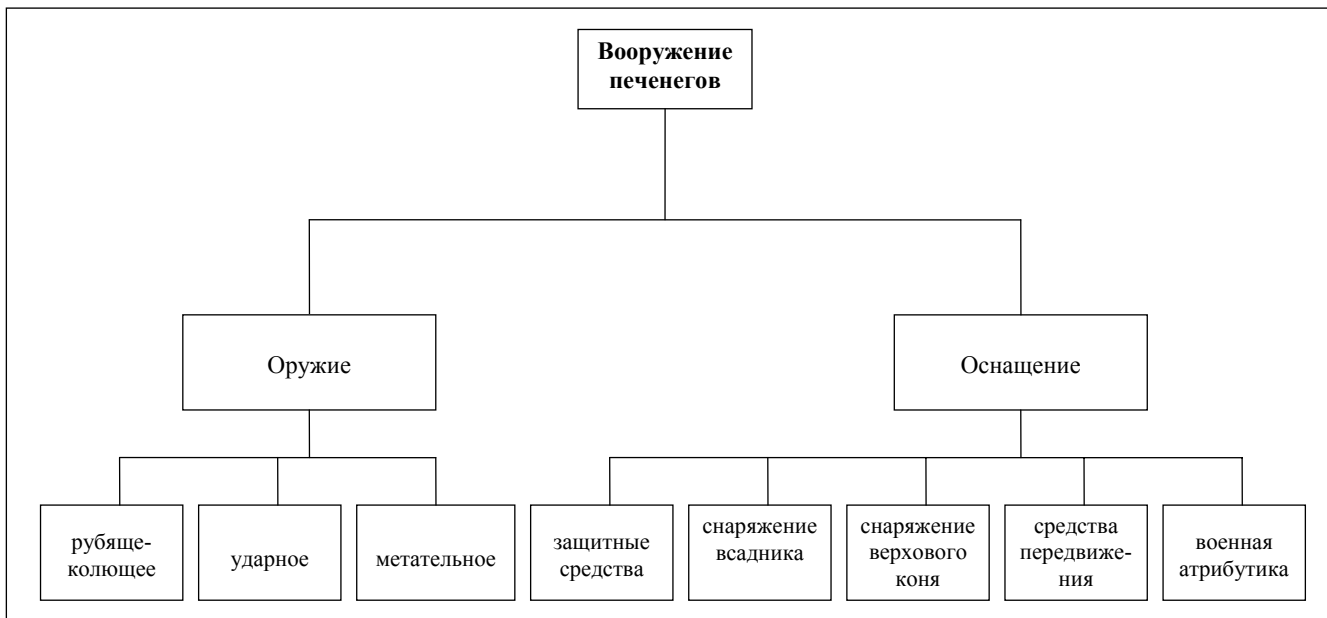 Вооружение
печенегов
Оружие
Оснащение
рубяще-
колющее
ударное
метательное
защитные
средства
снаряжение
всадника
снаряжение
верхового
коня
средства
передвиже-
ния
военная
атрибутика